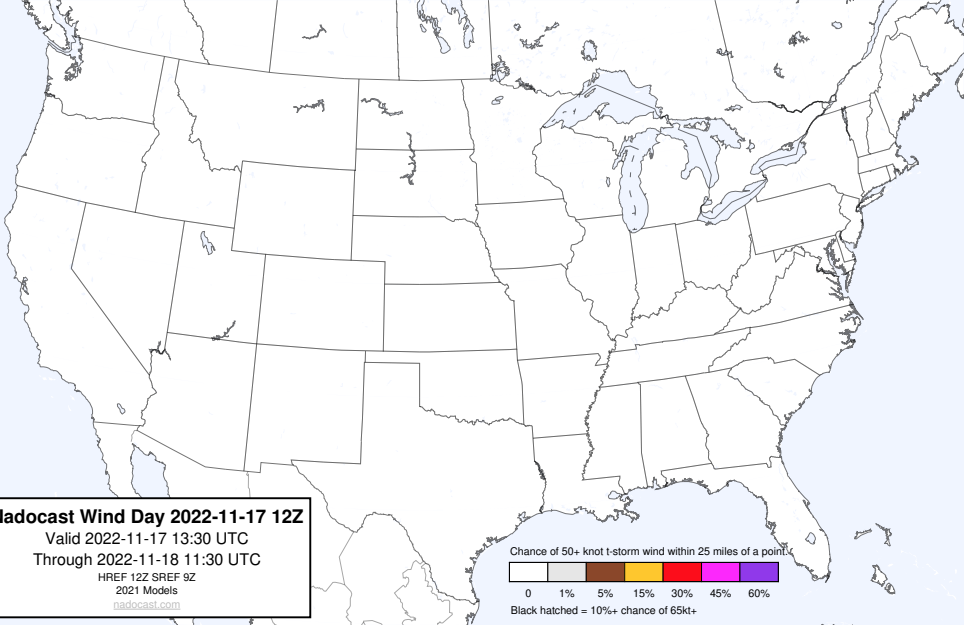 Nadocast Wind Day 2022-11-17 12Z
Valid 2022-11-17 13:30 UTC
Through 2022-11-18 11:30 UTC
HREF 12Z SREF 9Z
2021 Models
nadocast.com
Chance of 50+ knot t-storm wind within 25 miles of a point.
0 1% 5% 15% 30% 45% 60%
Black hatched = 10%+ chance of 65kt+